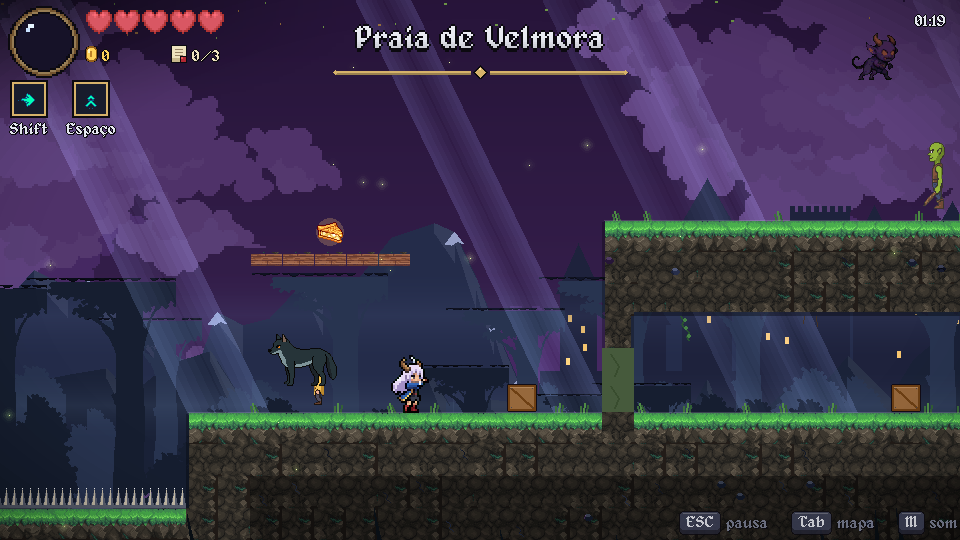 Praia de Velmora
01:19
0
0/3
Shift
Espaço
ESC pausa
Tab mapa
M som